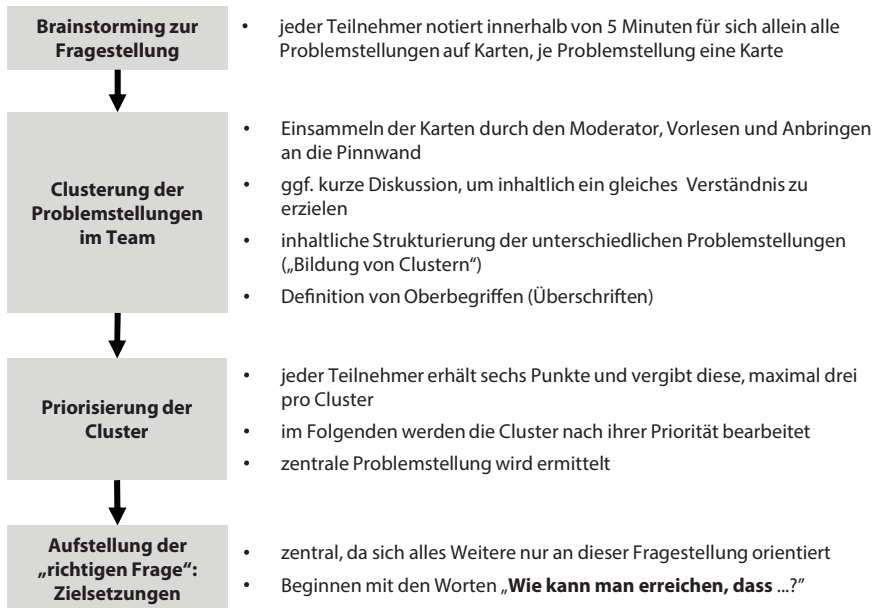 Brainstorming zur
Fragestellung
• jeder Teilnehmer notiert innerhalb von 5 Minuten für sich allein alle
Problemstellungen auf Karten, je Problemstellung eine Karte
Clusterung der
Problemstellungen
im Team
• Einsammeln der Karten durch den Moderator, Vorlesen und Anbringen
an die Pinnwand
• ggf. kurze Diskussion, um inhaltlich ein gleiches Verständnis zu
erzielen
• inhaltliche Strukturierung der unterschiedlichen Problemstellungen
(„Bildung von Clustern“)
• Definition von Oberbegriffen (Überschriften)
Priorisierung der
Cluster
• jeder Teilnehmer erhält sechs Punkte und vergibt diese, maximal drei
pro Cluster
• im Folgenden werden die Cluster nach ihrer Priorität bearbeitet
• zentrale Problemstellung wird ermittelt
Aufstellung der
„richtigen Frage“:
Zielsetzungen
• zentral, da sich alles Weitere nur an dieser Fragestellung orientiert
• Beginnen mit den Worten „Wie kann man erreichen, dass ...?”